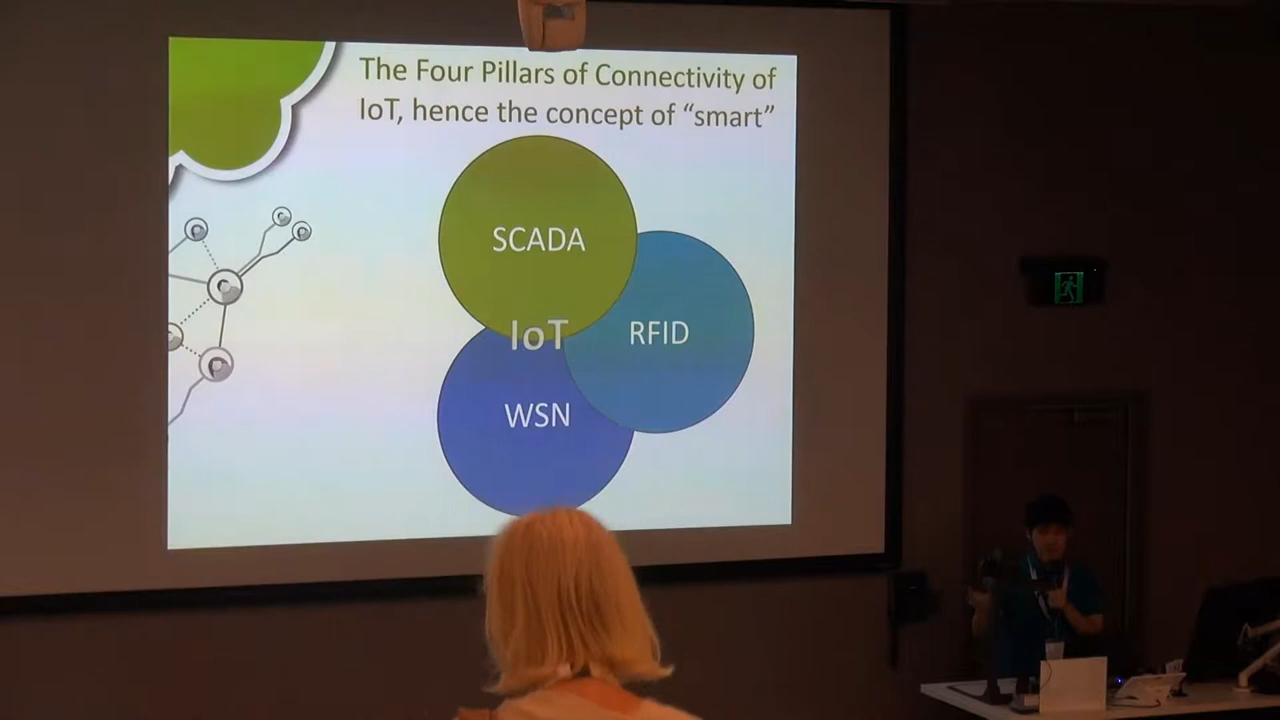 The Four Pillars of Connectivity of
IoT, hence the concept of “smart”
SCADA
IoT
RFID
WSN